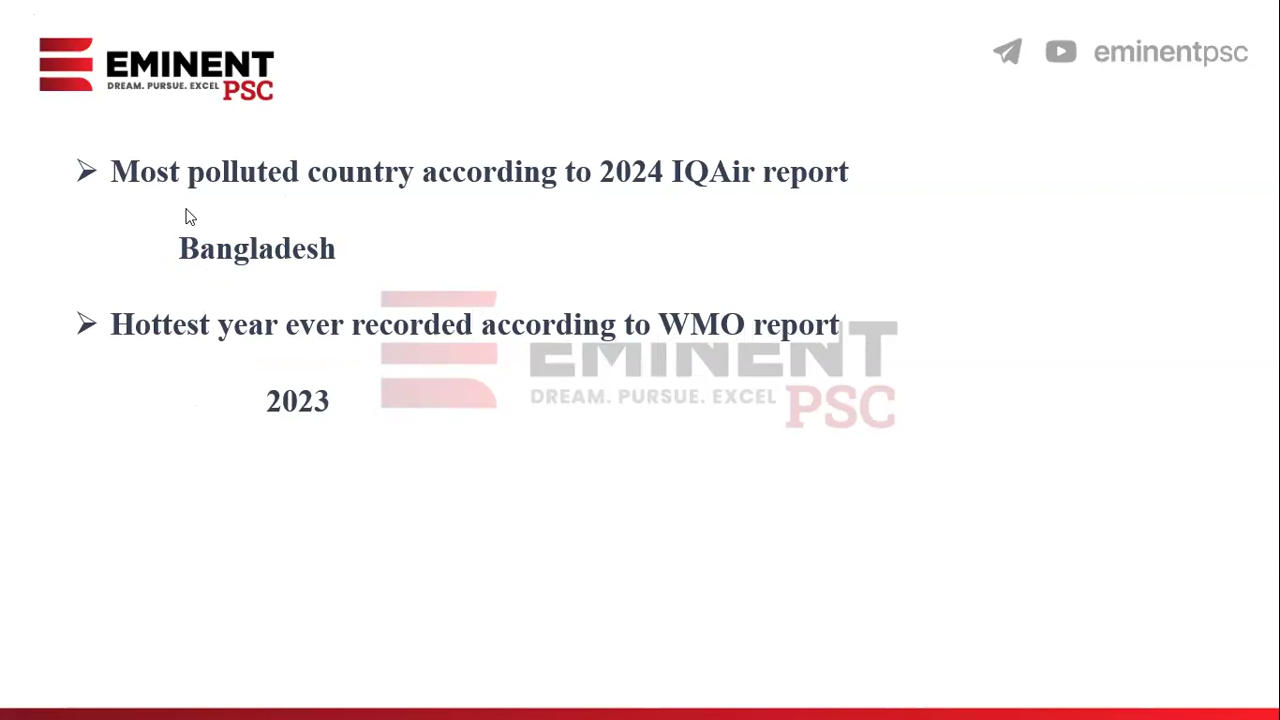 EMINENT
DREAM. PURSUE. EXCEL
PSC
eminentpsc
➢ Most polluted country according to 2024 IQAir report
Bangladesh
➢ Hottest year ever recorded according to WMO report
2023
EMINENT
DREAM. PURSUE. EXCEL
PSC